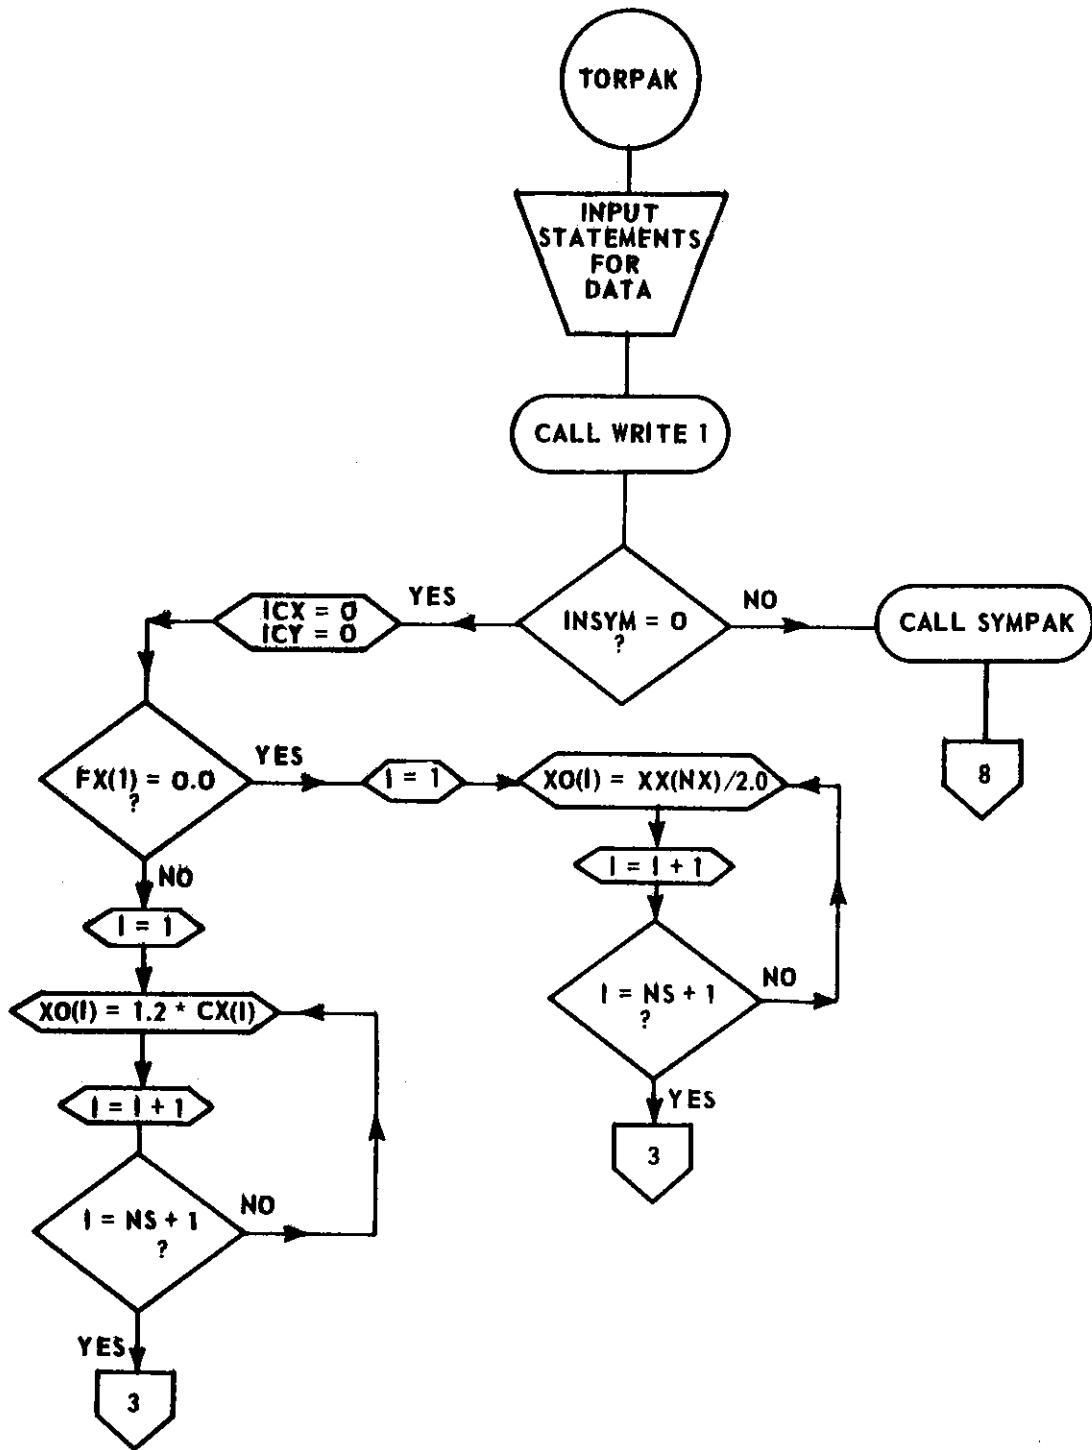 TORPAK
INPUT
STATEMENTS
FOR
DATA
CALL WRITE 1
INSYM = 0
?
YES
NO
ICX = 0
ICY = 0
CALL SYMPAK
8
FX(1) = 0.0
?
YES
NO
I = 1
XO(I) = XX(NX)/2.0
I = I + 1
I = NS + 1
?
NO
YES
3
I = 1
XO(I) = 1.2 * CX(I)
I = I + 1
I = NS + 1
?
NO
YES
3